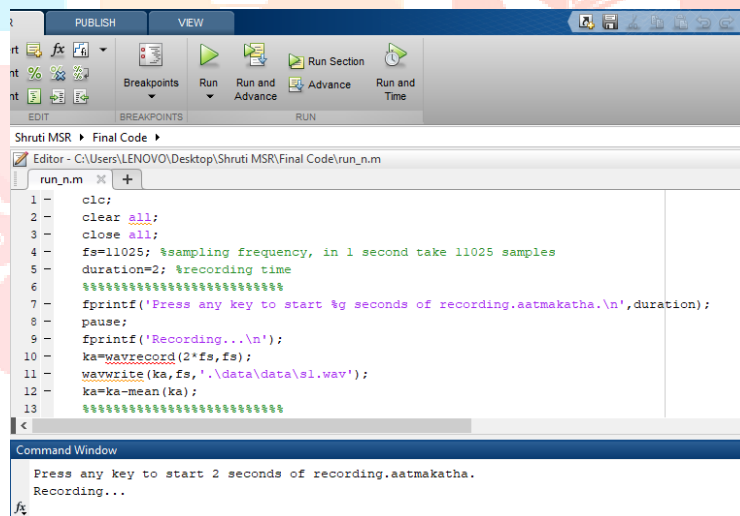 PUBLISH VIEW
rt fx
nt
nt
Breakpoints Run Run and Advance Run Section Advance Run and Time
EDIT BREAKPOINTS RUN
Shruti MSR Final Code
Editor - C:\Users\LENOVO\Desktop\Shruti MSR\Final Code\run_n.m
run_n.m
1 - clc;
2 - clear all;
3 - close all;
4 - fs=11025; %sampling frequency, in 1 second take 11025 samples
5 - duration=2; %recording time
6 %%%%%%%%%%%%%%%%%%%%%%%%%%
7 - fprintf('Press any key to start %g seconds of recording.aatmakatha.\n',duration);
8 - pause;
9 - fprintf('Recording...\n');
10 - ka=wavrecord(2*fs,fs);
11 - wavwrite(ka,fs,'.\data\data\s1.wav');
12 - ka=ka-mean(ka);
13 %%%%%%%%%%%%%%%%%%%%%%%%%%
Command Window
Press any key to start 2 seconds of recording.aatmakatha.
Recording...
fx